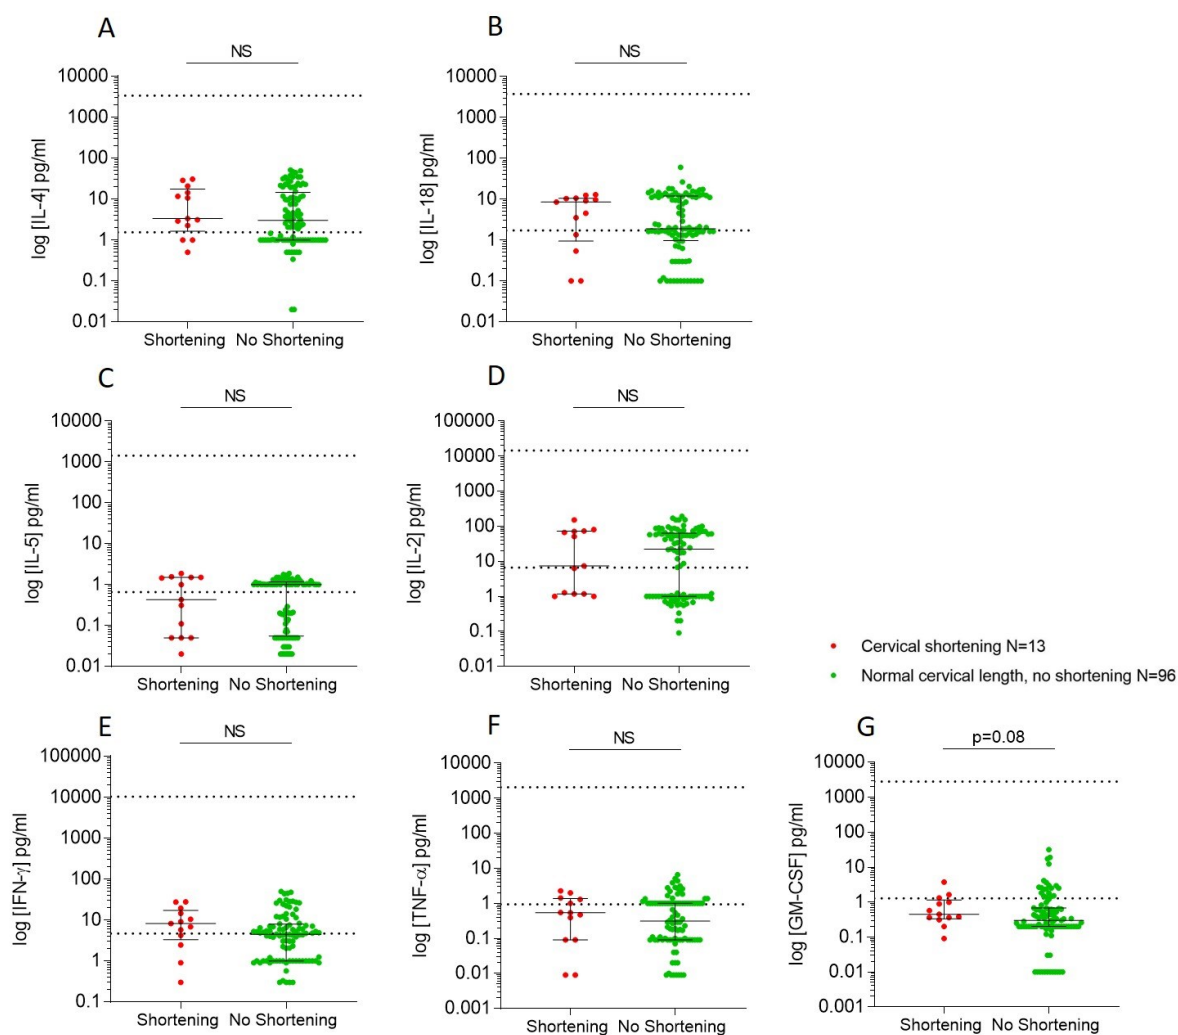 A
NS
log [IL-4] pg/ml
10000
1000
100
10
1
0.1
0.01
Shortening No Shortening
B
NS
log [IL-18] pg/ml
10000
1000
100
10
1
0.1
0.01
Shortening No Shortening
C
NS
log [IL-5] pg/ml
10000
1000
100
10
1
0.1
0.01
Shortening No Shortening
D
NS
log [IL-2] pg/ml
100000
10000
1000
100
10
1
0.1
0.01
Shortening No Shortening
Cervical shortening N=13
Normal cervical length, no shortening N=96
E
NS
log [IFN-γ] pg/ml
100000
10000
1000
100
10
1
0.1
Shortening No Shortening
F
NS
log [TNF-α] pg/ml
10000
1000
100
10
1
0.1
0.01
0.001
Shortening No Shortening
G
p=0.08
log [GM-CSF] pg/ml
10000
1000
100
10
1
0.1
0.01
0.001
Shortening No Shortening